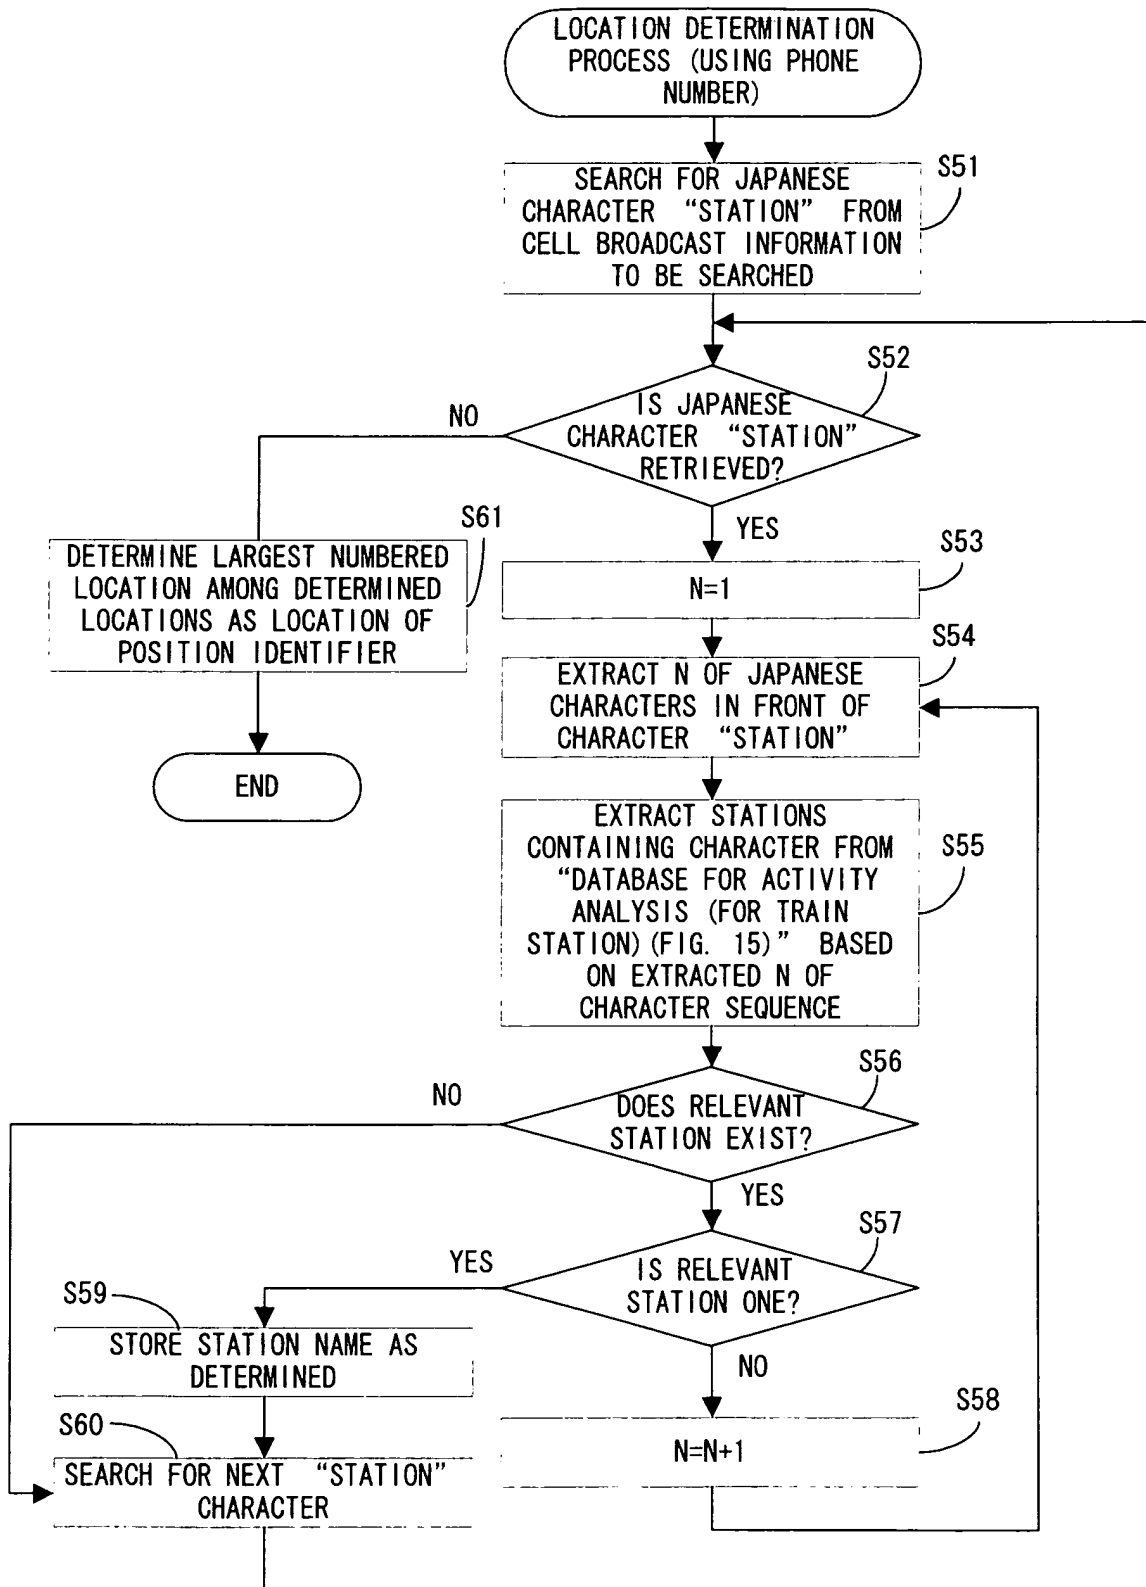 LOCATION DETERMINATION
PROCESS (USING PHONE
NUMBER)
S51
SEARCH FOR JAPANESE
CHARACTER “STATION” FROM
CELL BROADCAST INFORMATION
TO BE SEARCHED
S52
IS JAPANESE
CHARACTER “STATION”
RETRIEVED?
NO
YES
S61
DETERMINE LARGEST NUMBERED
LOCATION AMONG DETERMINED
LOCATIONS AS LOCATION OF
POSITION IDENTIFIER
END
S53
N=1
S54
EXTRACT N OF JAPANESE
CHARACTERS IN FRONT OF
CHARACTER “STATION”
S55
EXTRACT STATIONS
CONTAINING CHARACTER FROM
“DATABASE FOR ACTIVITY
ANALYSIS (FOR TRAIN
STATION) (FIG. 15)” BASED
ON EXTRACTED N OF
CHARACTER SEQUENCE
S56
DOES RELEVANT
STATION EXIST?
NO
YES
S57
IS RELEVANT
STATION ONE?
YES
NO
S59
STORE STATION NAME AS
DETERMINED
S58
N=N+1
S60
SEARCH FOR NEXT “STATION”
CHARACTER